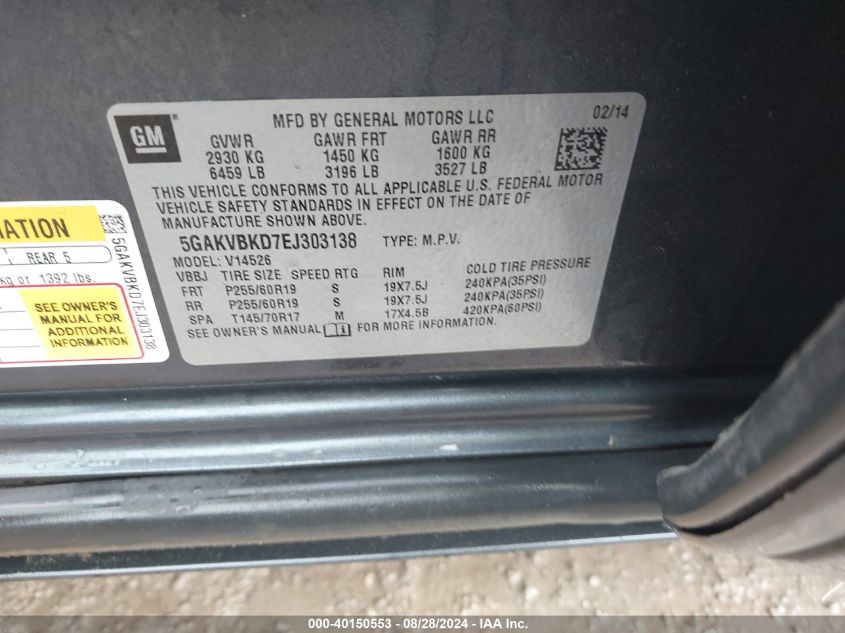 GM
MFD BY GENERAL MOTORS LLC
02/14
GVWR GAWR FRT GAWR RR
2930 KG 1450 KG 1600 KG
6459 LB 3196 LB 3527 LB
THIS VEHICLE CONFORMS TO ALL APPLICABLE U.S. FEDERAL MOTOR
VEHICLE SAFETY STANDARDS IN EFFECT ON THE DATE OF
MANUFACTURE SHOWN ABOVE.
5GAKVBKD7EJ303138 TYPE: M.P.V.
MODEL: V14526
VBBJ TIRE SIZE SPEED RTG RIM COLD TIRE PRESSURE
FRT P255/60R19 S 19X7.5J 240KPA(35PSI)
RR P255/60R19 S 19X7.5J 240KPA(35PSI)
SPA T145/70R17 M 17X4.5B 420KPA(60PSI)
SEE OWNER'S MANUAL FOR MORE INFORMATION.
MATION
REAR 5
kg or 1392 lbs.
SEE OWNER'S
MANUAL FOR
ADDITIONAL
INFORMATION
5GAKVBKD7EJ303138
000-40150553 - 08/28/2024 - IAA Inc.